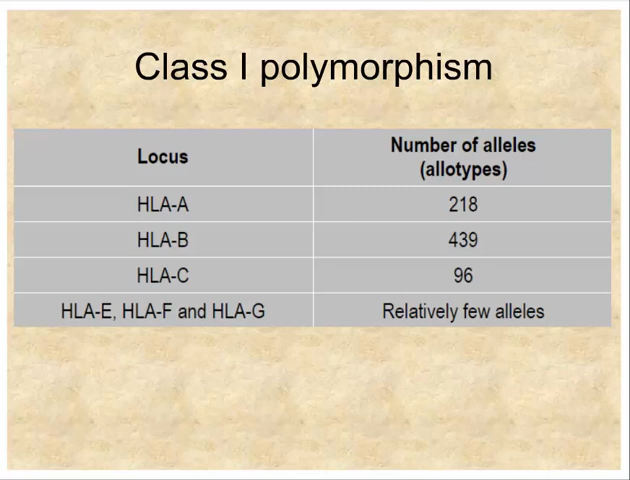 Class I polymorphism
Locus
Number of alleles
(allotypes)
HLA-A
218
HLA-B
439
HLA-C
96
HLA-E, HLA-F and HLA-G
Relatively few alleles